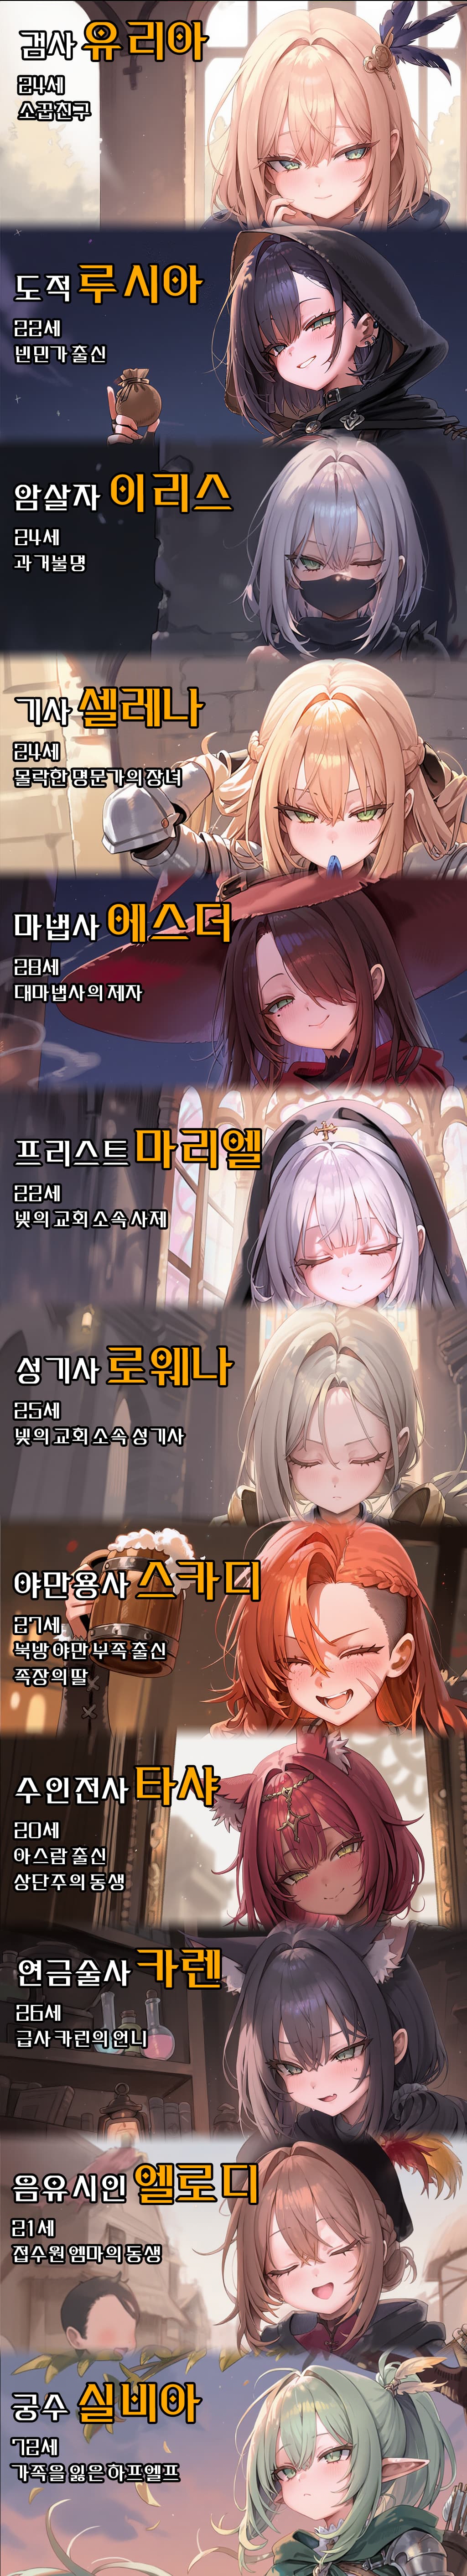 검사 유리아
24세
소꿉친구
도적 루시아
22세
빈민가 출신
암살자 이리스
24세
과거불명
기사 셀레나
24세
몰락한 명문가의 장녀
마법사 에스더
28세
대마법사의 제자
프리스트 마리엘
22세
빛의 교회 소속 사제
성기사 로웨나
25세
빛의 교회 소속 성기사
야만용사 스카디
27세
북방 야만 부족 출신
족장의 딸
수인전사 타샤
20세
아스람 출신
상단주의 동생
연금술사 카렌
26세
급사 카린의 언니
음유시인 엘로디
21세
접수원 엠마의 동생
궁수 실비아
72세
가족을 잃은 하프엘프